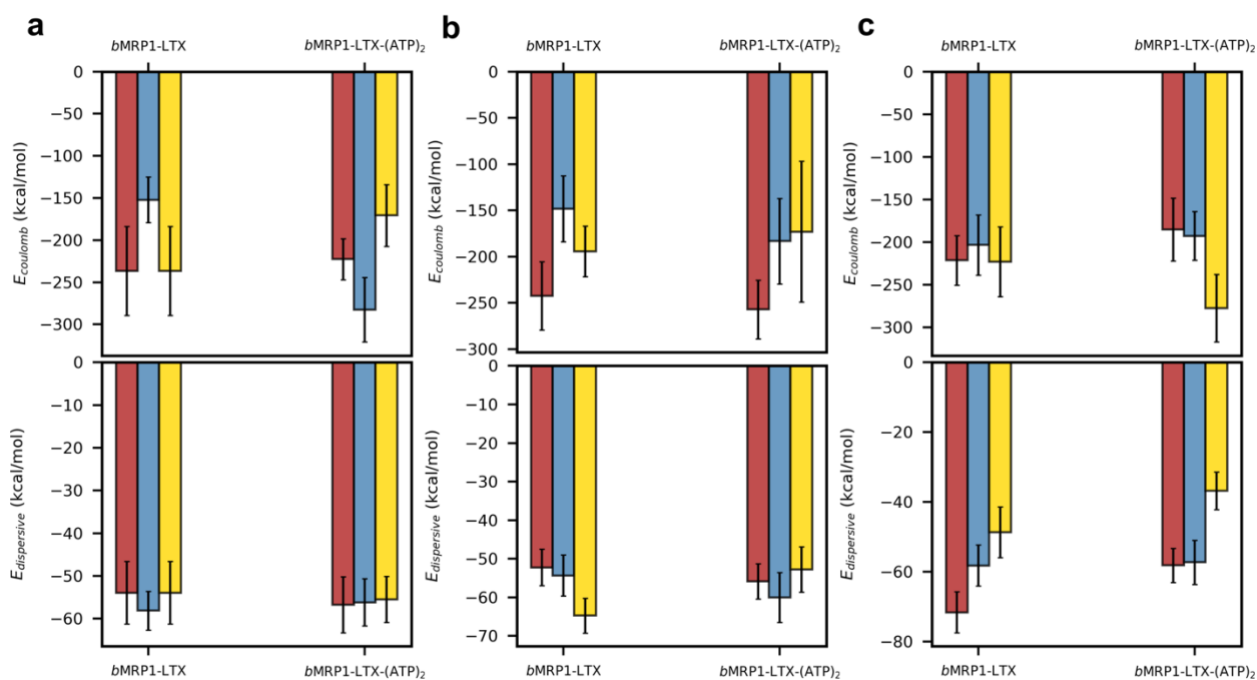 a
bMRP1-LTX bMRP1-LTX-(ATP)2
0
−50
−100
−150
−200
−250
−300
Ecoulomb (kcal/mol)
0
−10
−20
−30
−40
−50
−60
Edispersive (kcal/mol)
bMRP1-LTX bMRP1-LTX-(ATP)2
b
bMRP1-LTX bMRP1-LTX-(ATP)2
0
−50
−100
−150
−200
−250
−300
Ecoulomb (kcal/mol)
0
−10
−20
−30
−40
−50
−60
−70
Edispersive (kcal/mol)
bMRP1-LTX bMRP1-LTX-(ATP)2
c
bMRP1-LTX bMRP1-LTX-(ATP)2
0
−50
−100
−150
−200
−250
−300
Ecoulomb (kcal/mol)
0
−20
−40
−60
−80
Edispersive (kcal/mol)
bMRP1-LTX bMRP1-LTX-(ATP)2